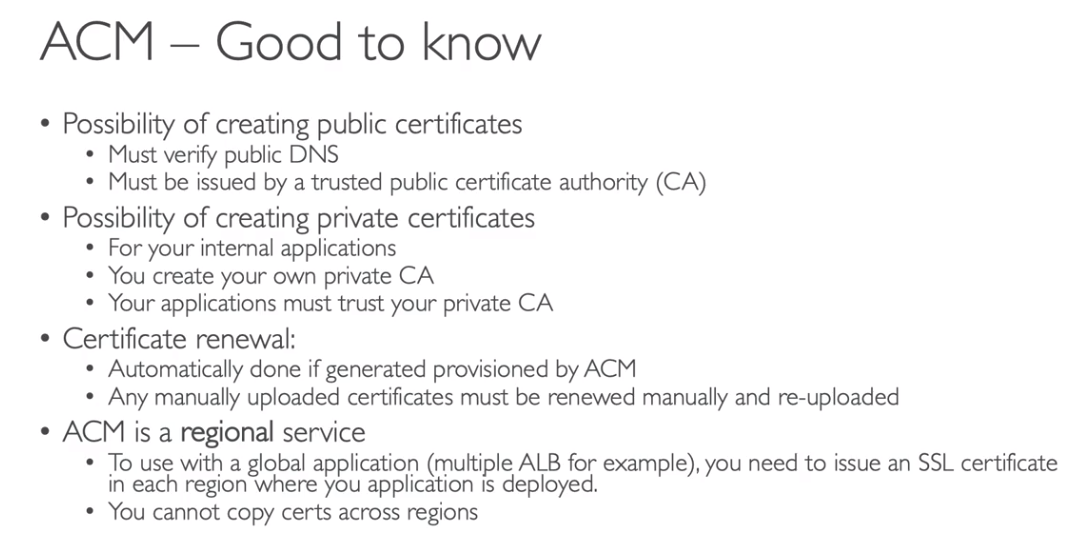 ACM – Good to know
• Possibility of creating public certificates
• Must verify public DNS
• Must be issued by a trusted public certificate authority (CA)
• Possibility of creating private certificates
• For your internal applications
• You create your own private CA
• Your applications must trust your private CA
• Certificate renewal:
• Automatically done if generated provisioned by ACM
• Any manually uploaded certificates must be renewed manually and re-uploaded
• ACM is a regional service
• To use with a global application (multiple ALB for example), you need to issue an SSL certificate
in each region where you application is deployed.
• You cannot copy certs across regions